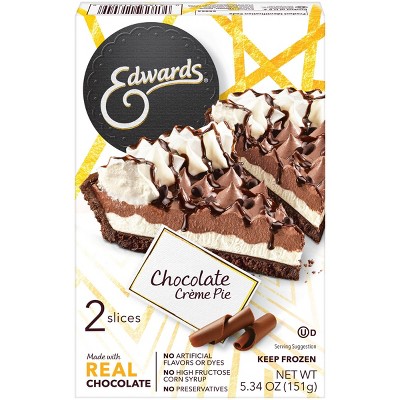 Edwards®
Chocolate
Crème Pie
2 slices
Made with
REAL
CHOCOLATE
NO ARTIFICIAL
FLAVORS OR DYES
NO HIGH FRUCTOSE
CORN SYRUP
NO PRESERVATIVES
U D
Serving Suggestion
KEEP FROZEN
NET WT
5.34 OZ (151g)